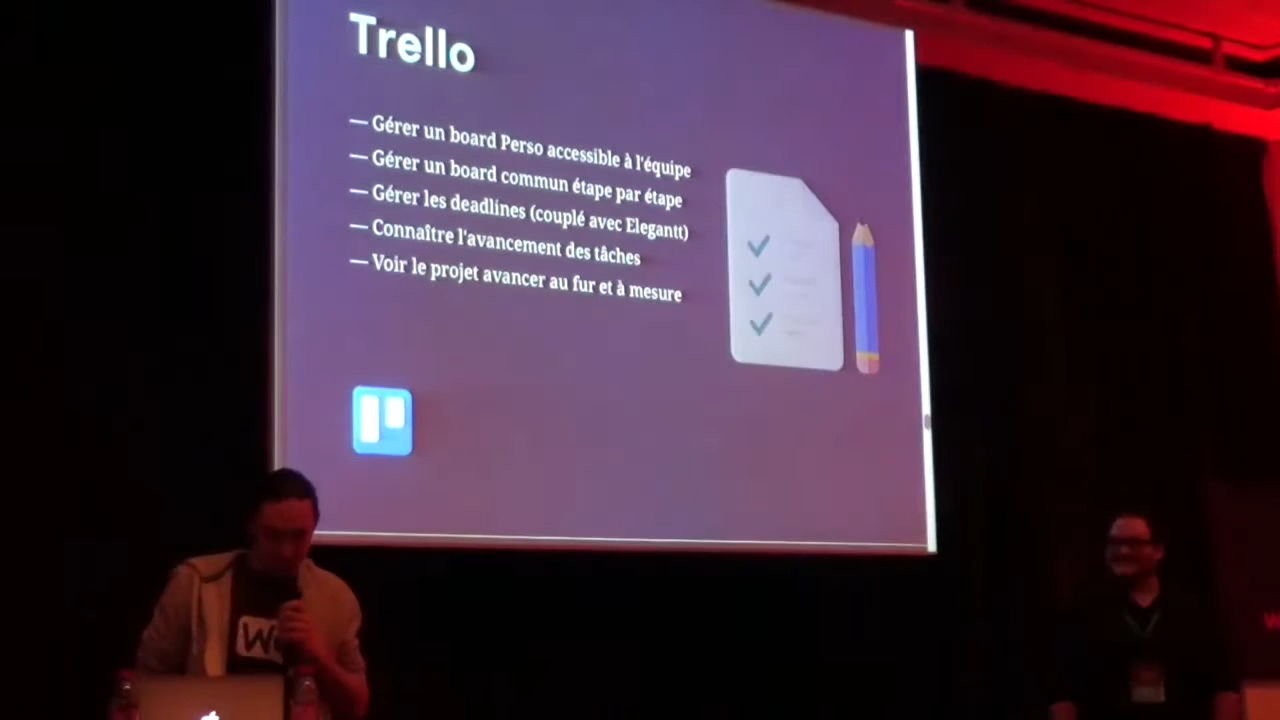 Trello
— Gérer un board Perso accessible à l'équipe
— Gérer un board commun étape par étape
— Gérer les deadlines (couplé avec Elegantt)
— Connaître l'avancement des tâches
— Voir le projet avancer au fur et à mesure